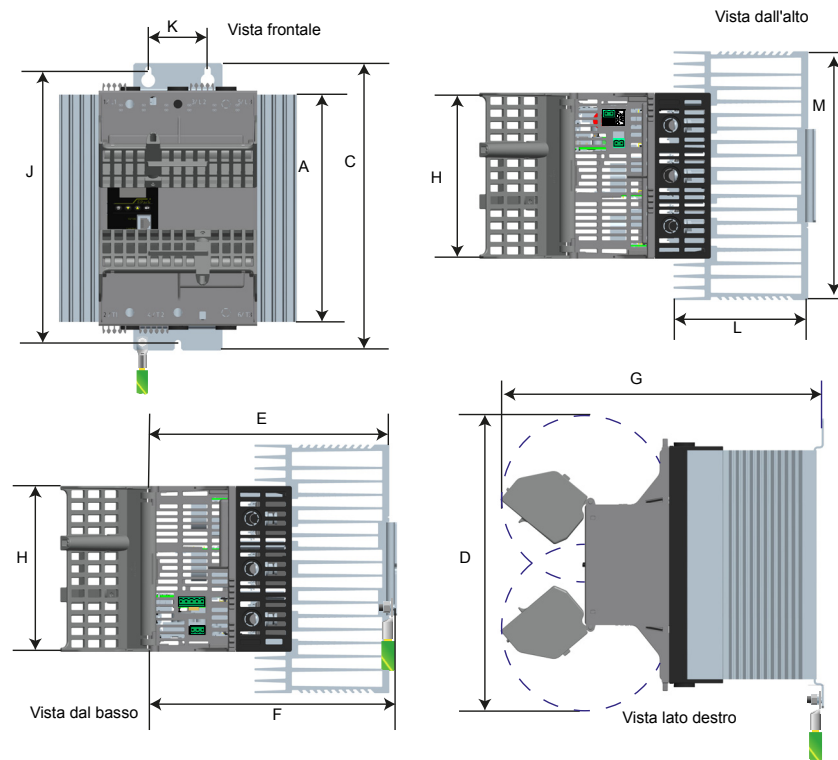 K
Vista frontale
J
A
C
Vista dall'alto
H
M
L
E
H
F
Vista dal basso
G
D
Vista lato destro